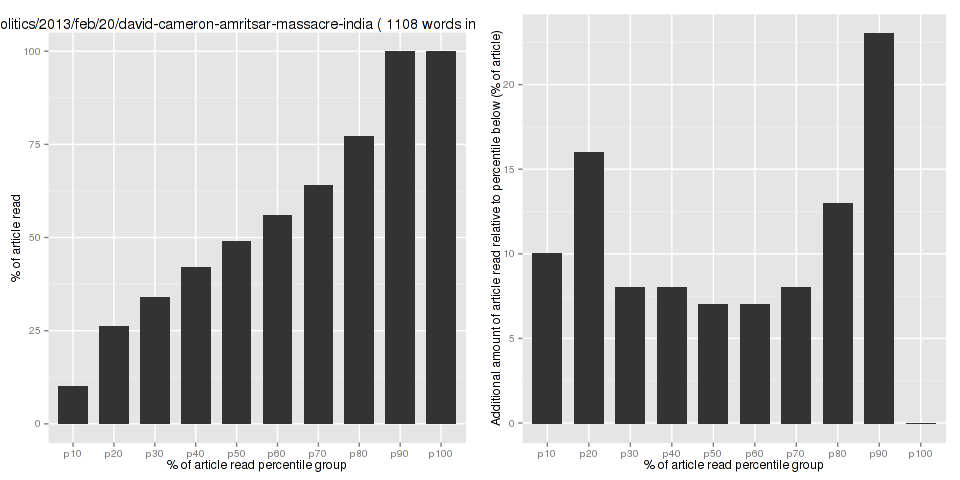 olitics/2013/feb/20/david-cameron-amritsar-massacre-india ( 1108 words in
% of article read
100
75
50
25
0
p10 p20 p30 p40 p50 p60 p70 p80 p90 p100
% of article read percentile group
Additional amount of article read relative to percentile below (% of article)
20
15
10
5
0
p10 p20 p30 p40 p50 p60 p70 p80 p90 p100
% of article read percentile group